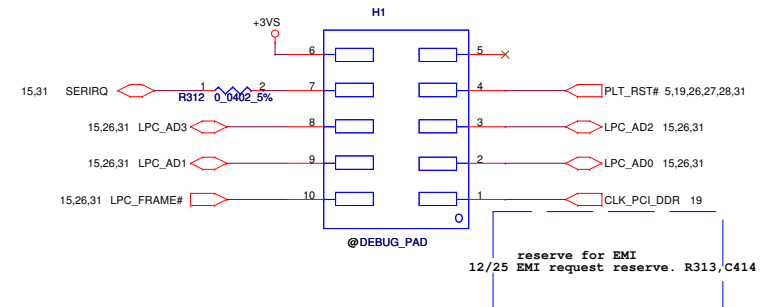 H1
+3VS
6
5
15,31 SERIRQ
1
2
7
4
PLT_RST# 5,19,26,27,28,31
R312 0_0402_5%
15,26,31 LPC_AD3
8
3
LPC_AD2 15,26,31
15,26,31 LPC_AD1
9
2
LPC_AD0 15,26,31
15,26,31 LPC_FRAME#
10
1
CLK_PCI_DDR 19
@DEBUG_PAD
reserve for EMI
12/25 EMI request reserve. R313,C414